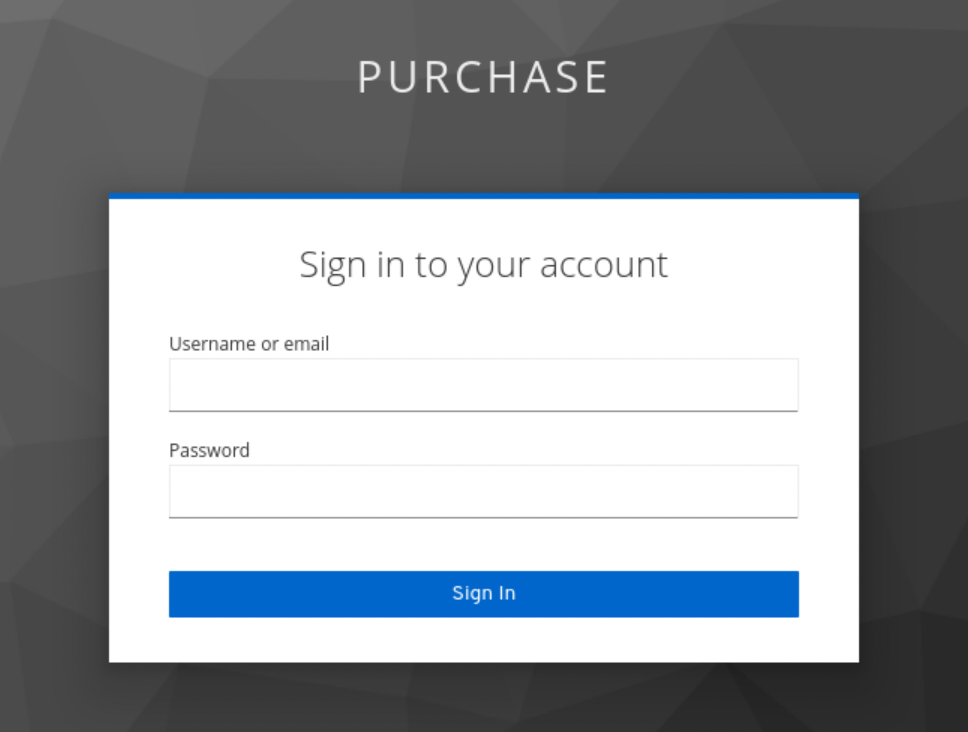 PURCHASE
Sign in to your account
Username or email
Password
Sign In